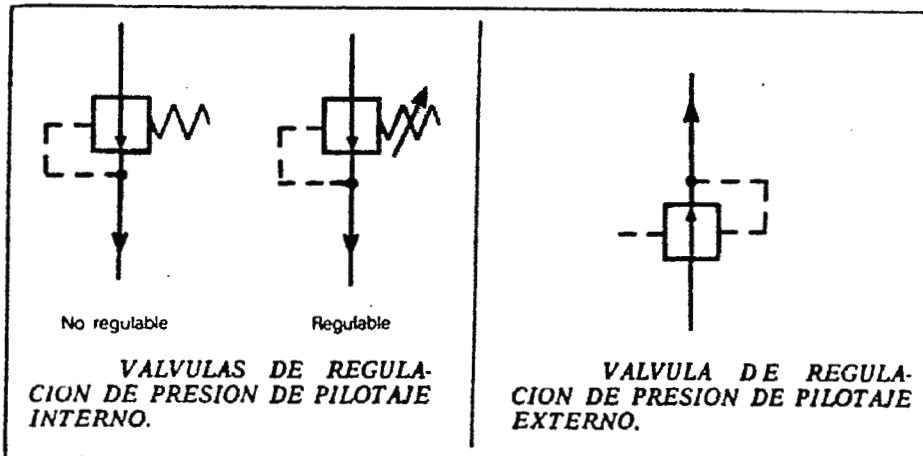 No regulable
Regulable
VALVULAS DE REGULA-
CION DE PRESION DE PILOTAJE
INTERNO.
VALVULA DE REGULA-
CION DE PRESION DE PILOTAJE
EXTERNO.